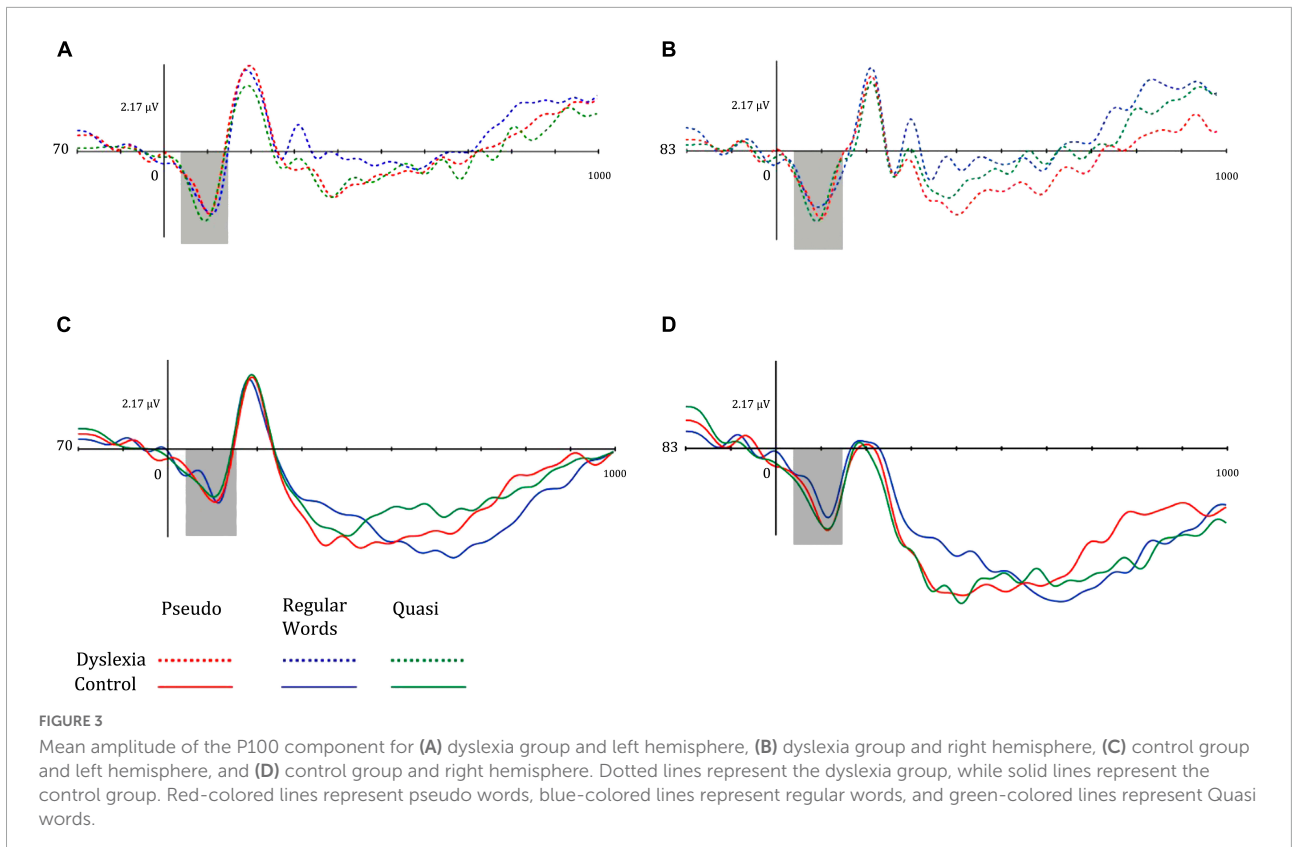 A
B
2.17 µV
2.17 µV
70
83
0
0
1000
1000
C
D
2.17 µV
2.17 µV
70
83
0
0
1000
1000
Pseudo
Regular
Words
Quasi
Dyslexia
Control
FIGURE 3
Mean amplitude of the P100 component for (A) dyslexia group and left hemisphere, (B) dyslexia group and right hemisphere, (C) control group
and left hemisphere, and (D) control group and right hemisphere. Dotted lines represent the dyslexia group, while solid lines represent the
control group. Red-colored lines represent pseudo words, blue-colored lines represent regular words, and green-colored lines represent Quasi
words.